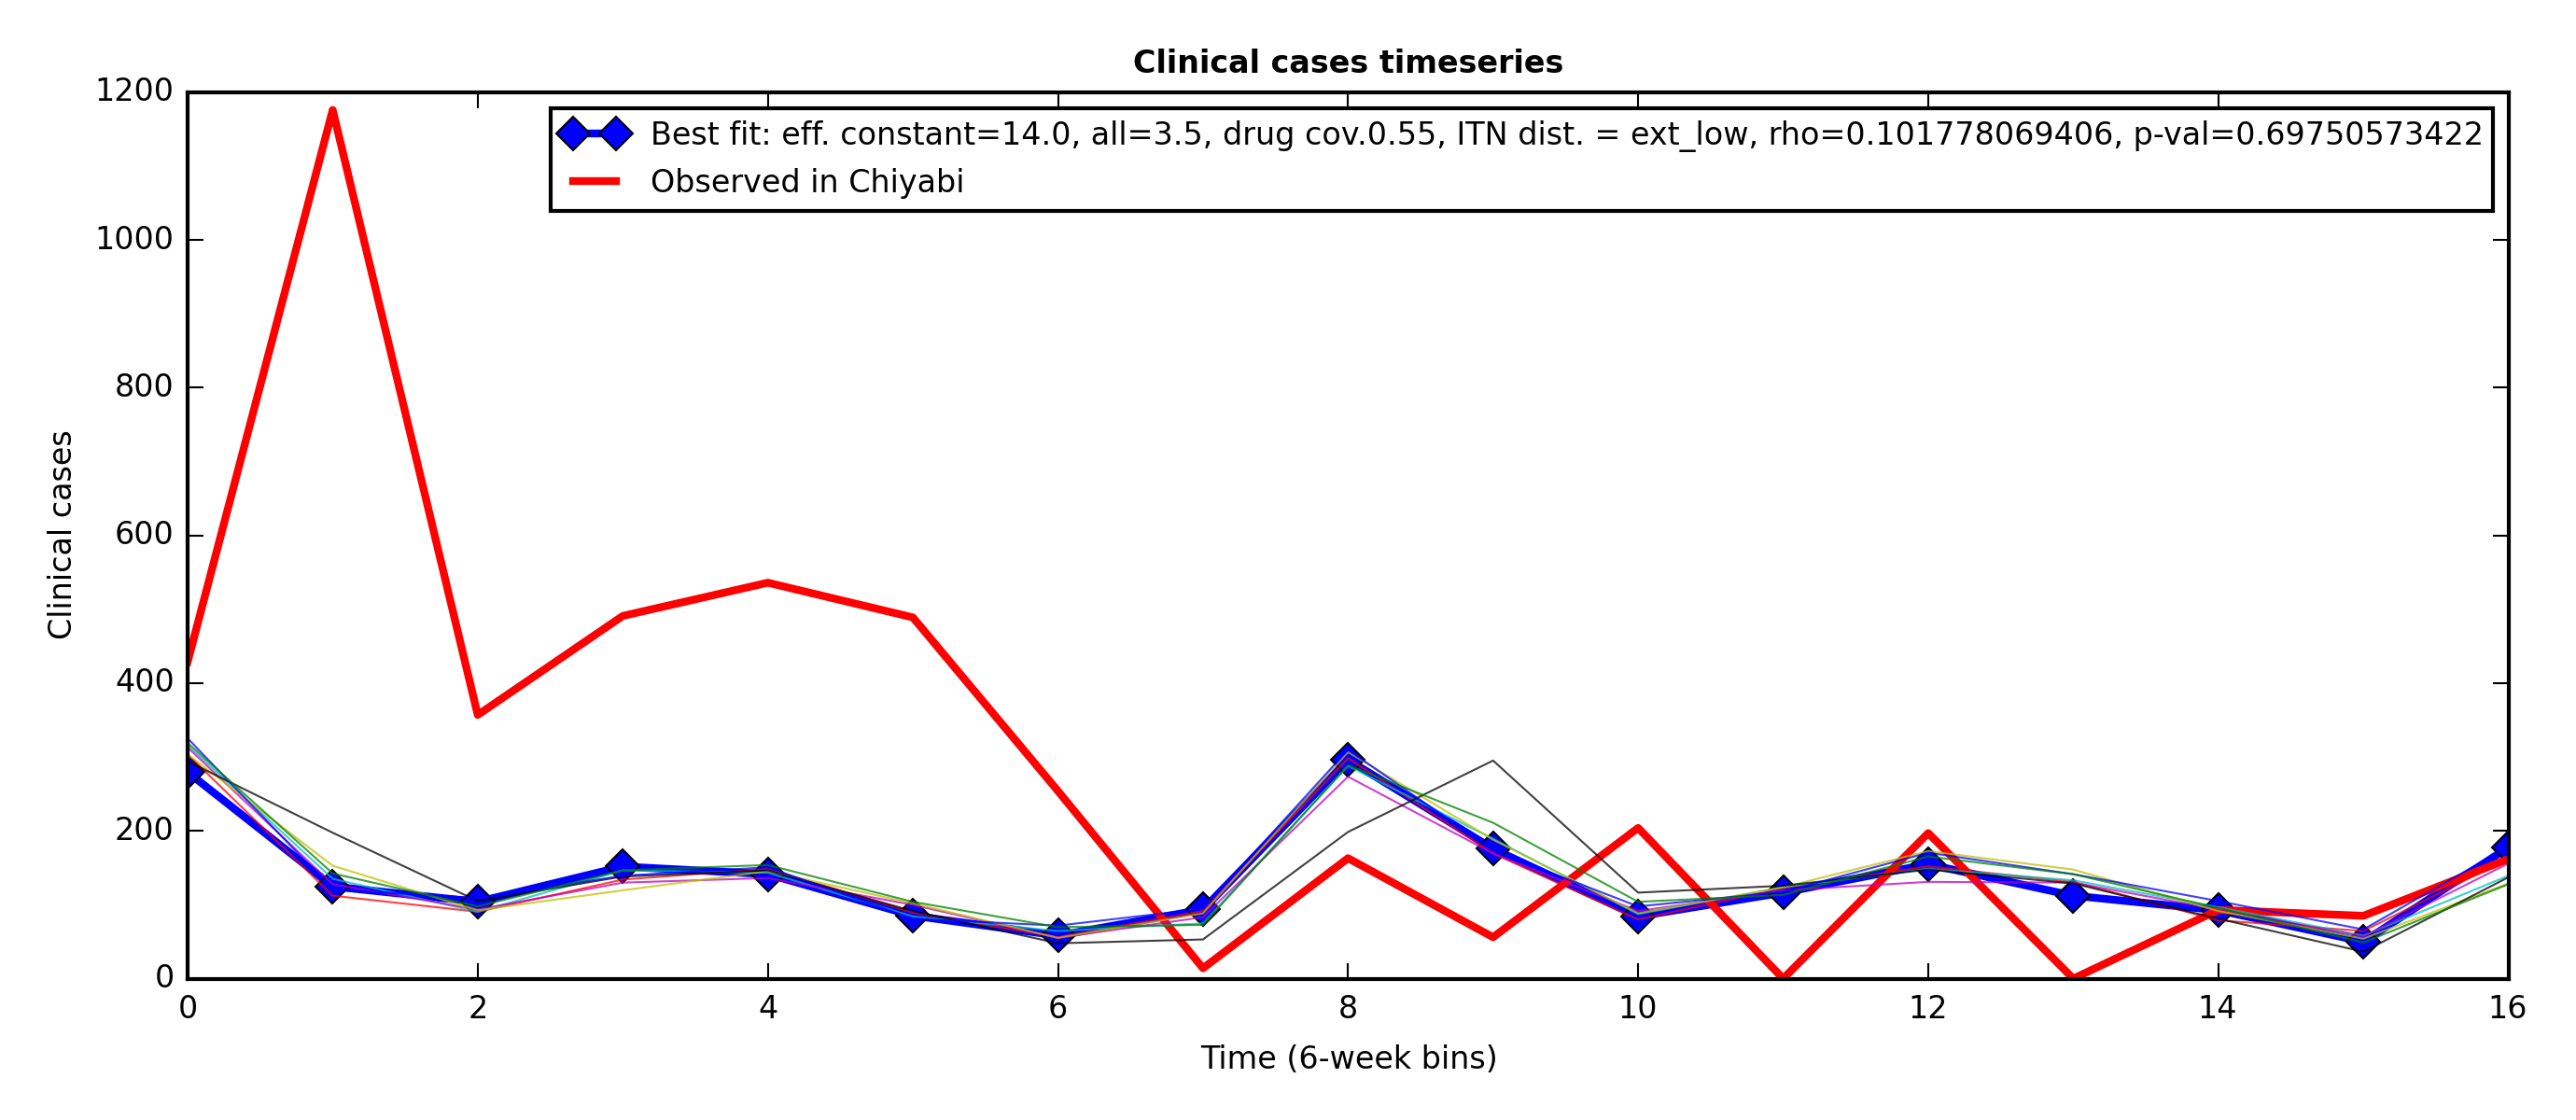 Clinical cases timeseries
Best fit: eff. constant=14.0, all=3.5, drug cov.0.55, ITN dist. = ext_low, rho=0.101778069406, p-val=0.69750573422
Observed in Chiyabi
1200
1000
800
600
400
200
0
Clinical cases
0 2 4 6 8 10 12 14 16
Time (6-week bins)